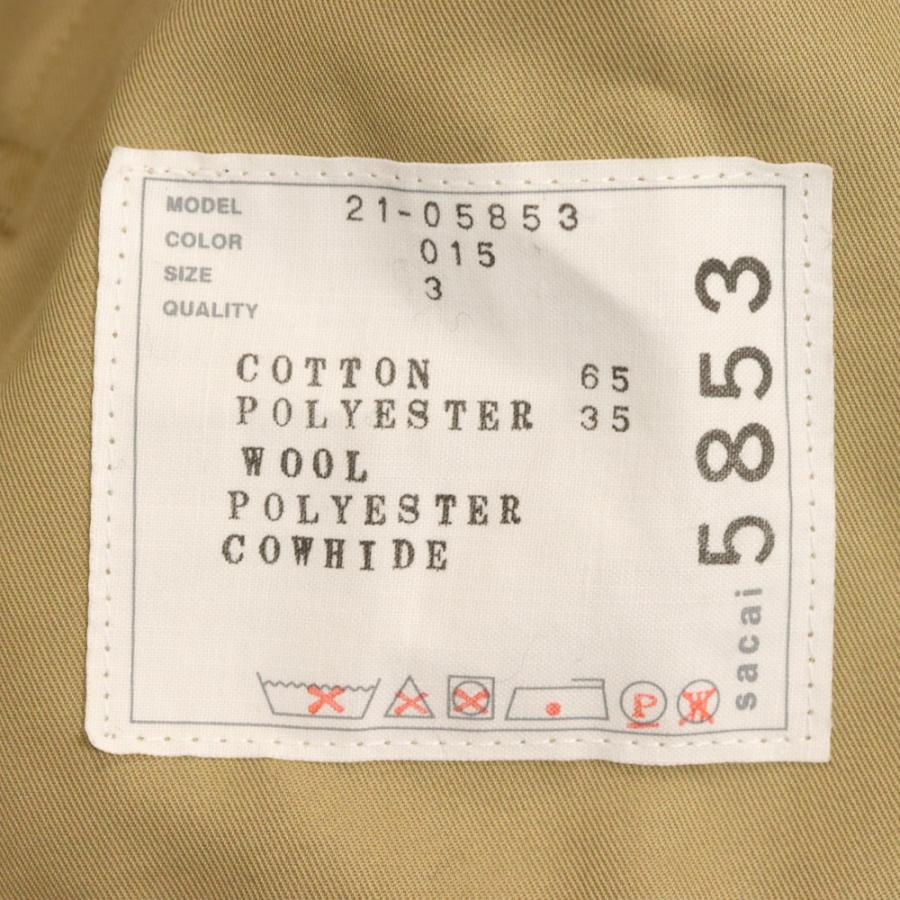 MODEL 21-05853
COLOR 015
SIZE 3
QUALITY
COTTON 65
POLYESTER 35
WOOL
POLYESTER
COWHIDE
P W
sacai 5853